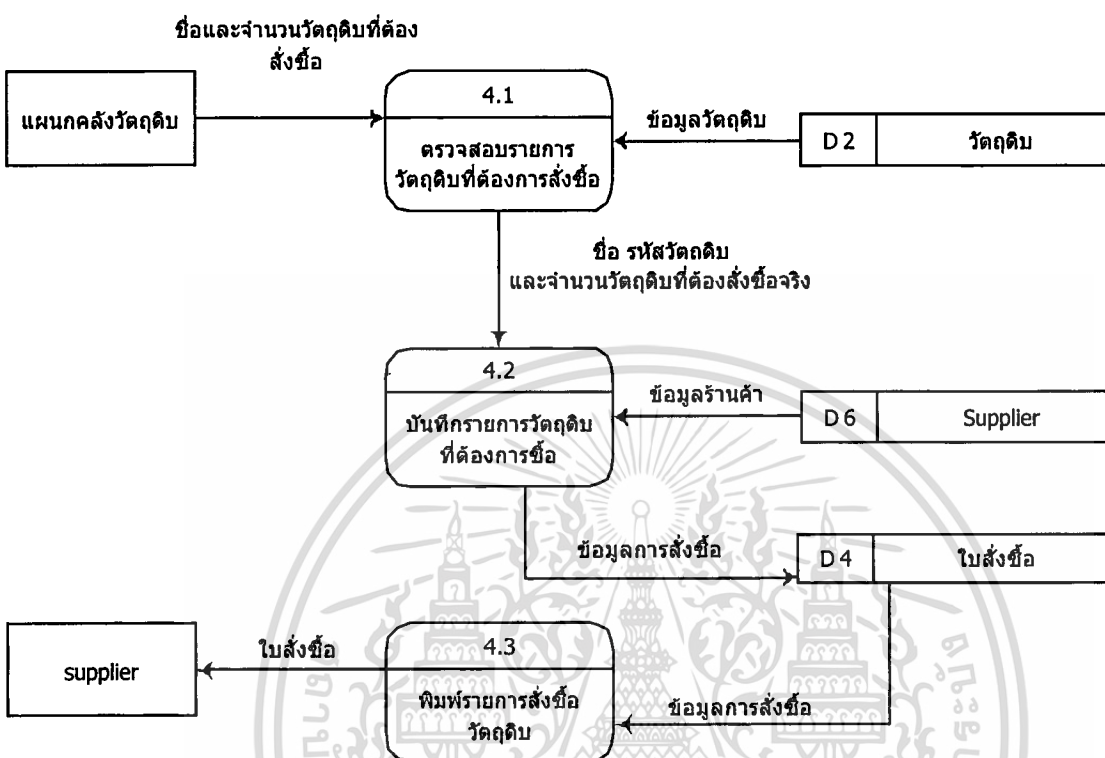 ชื่อและจำนวนวัตถุดิบที่ต้อง
สั่งซื้อ
แผนกคลังวัตถุดิบ
4.1
ตรวจสอบรายการ
วัตถุดิบที่ต้องการสั่งซื้อ
ข้อมูลวัตถุดิบ
D 2
วัตถุดิบ
ชื่อ รหัสวัตถุดิบ
และจำนวนวัตถุดิบที่ต้องสั่งซื้อจริง
4.2
บันทึกรายการวัตถุดิบ
ที่ต้องการซื้อ
ข้อมูลร้านค้า
D 6
Supplier
ข้อมูลการสั่งซื้อ
D 4
ใบสั่งซื้อ
supplier
ใบสั่งซื้อ
4.3
พิมพ์รายการสั่งซื้อ
วัตถุดิบ
ข้อมูลการสั่งซื้อ